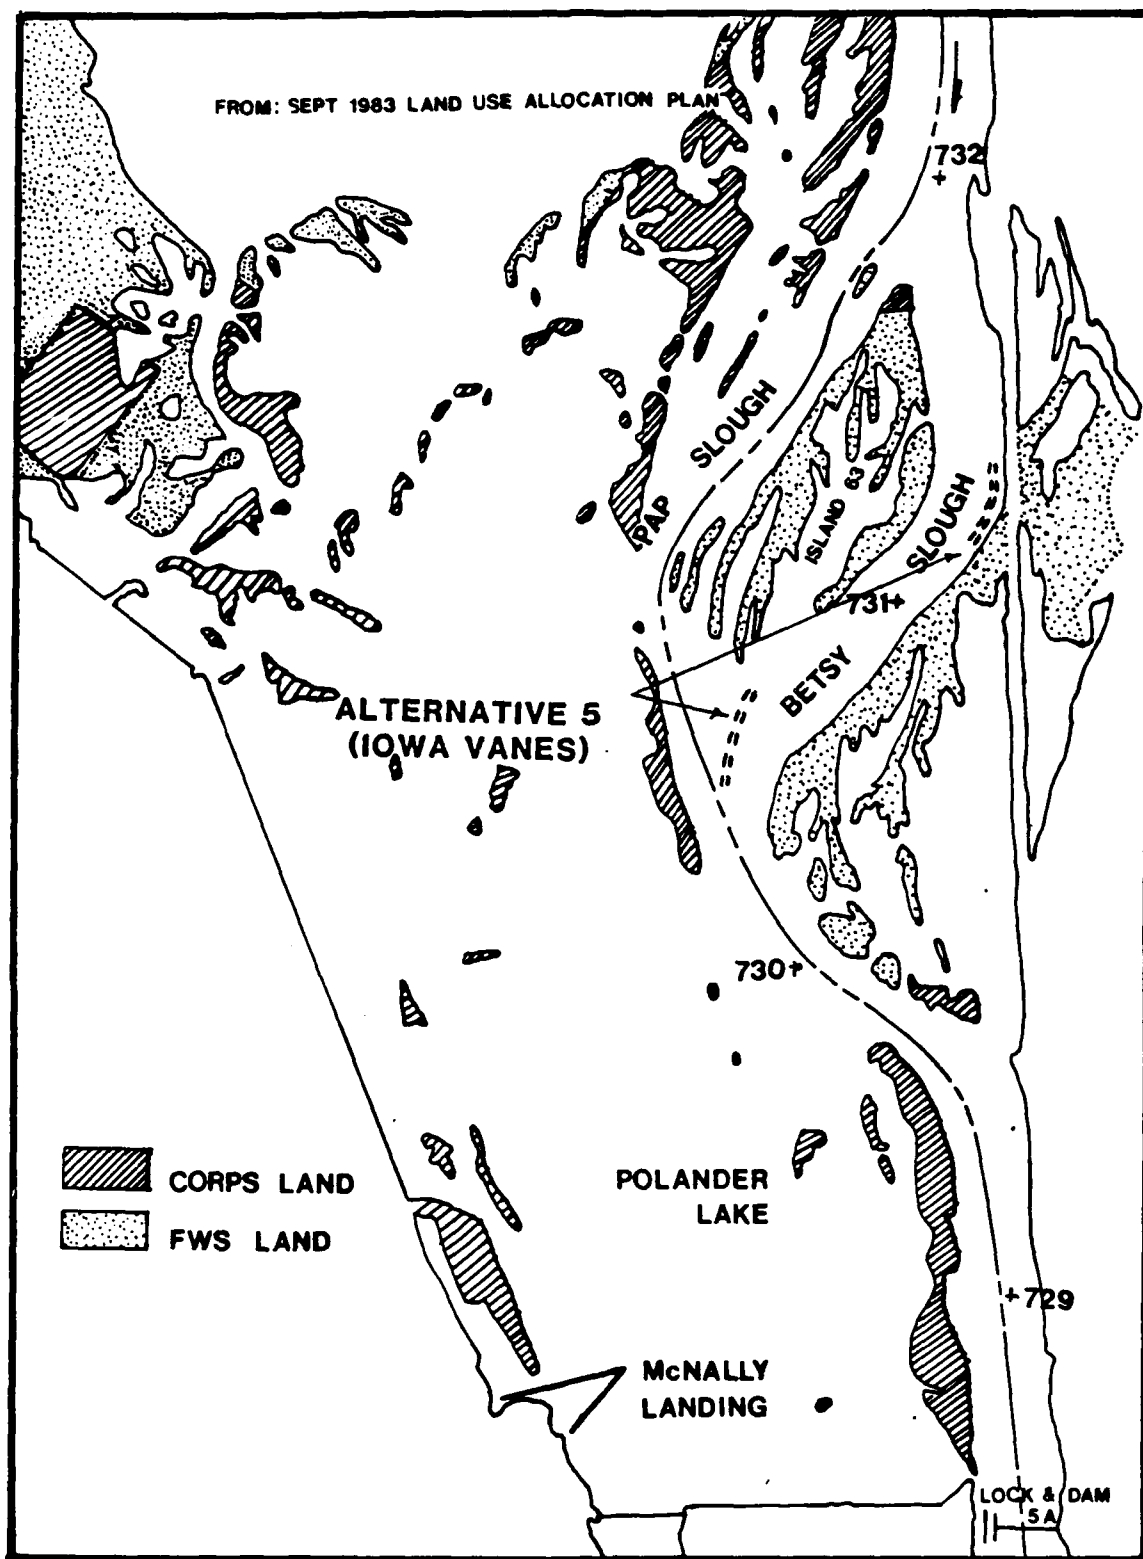 FROM: SEPT 1983 LAND USE ALLOCATION PLAN
732
SLOUGH
PAP
ISLAND 63
SLOUGH
731+
BETSY
ALTERNATIVE 5
(IOWA VANES)
730+
CORPS LAND
FWS LAND
POLANDER
LAKE
+729
McNALLY
LANDING
LOCK & DAM
5A